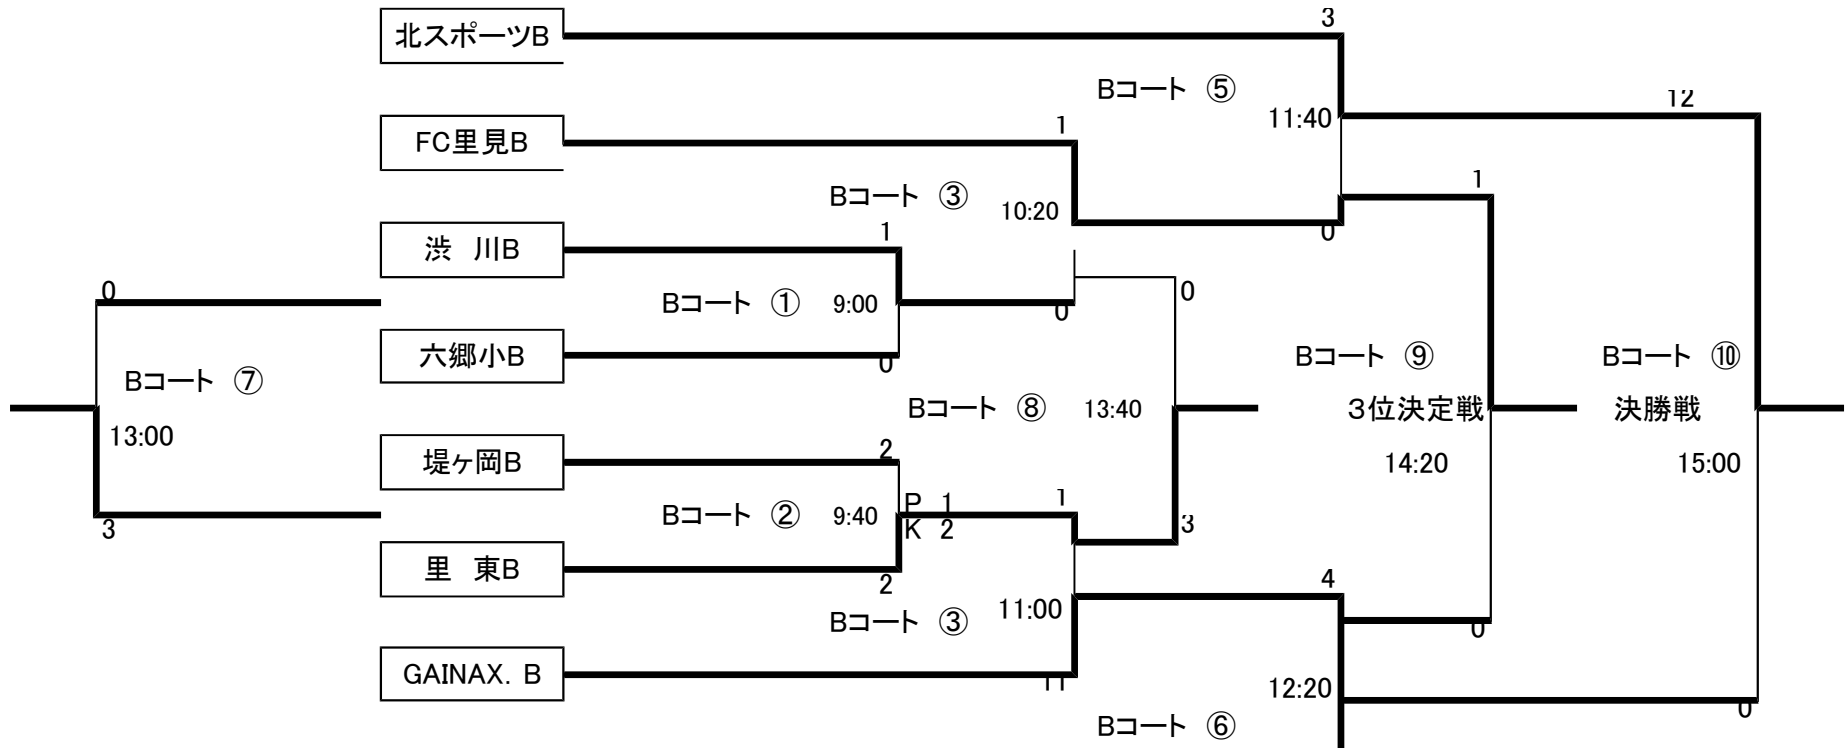 北スポーツB
3
Bコート ⑤
11:40
12
FC里見B
1
Bコート ③
10:20
0
1
渋 川B
1
Bコート ①
9:00
0
0
0
六郷小B
0
Bコート ⑦
13:00
3
Bコート ⑧
13:40
Bコート ⑨
3位決定戦
14:20
Bコート ⑩
決勝戦
15:00
堤ヶ岡B
2
Bコート ②
9:40
P 1
K 2
1
3
里 東B
2
Bコート ③
11:00
4
0
GAINAX. B
11
12:20
0
Bコート ⑥